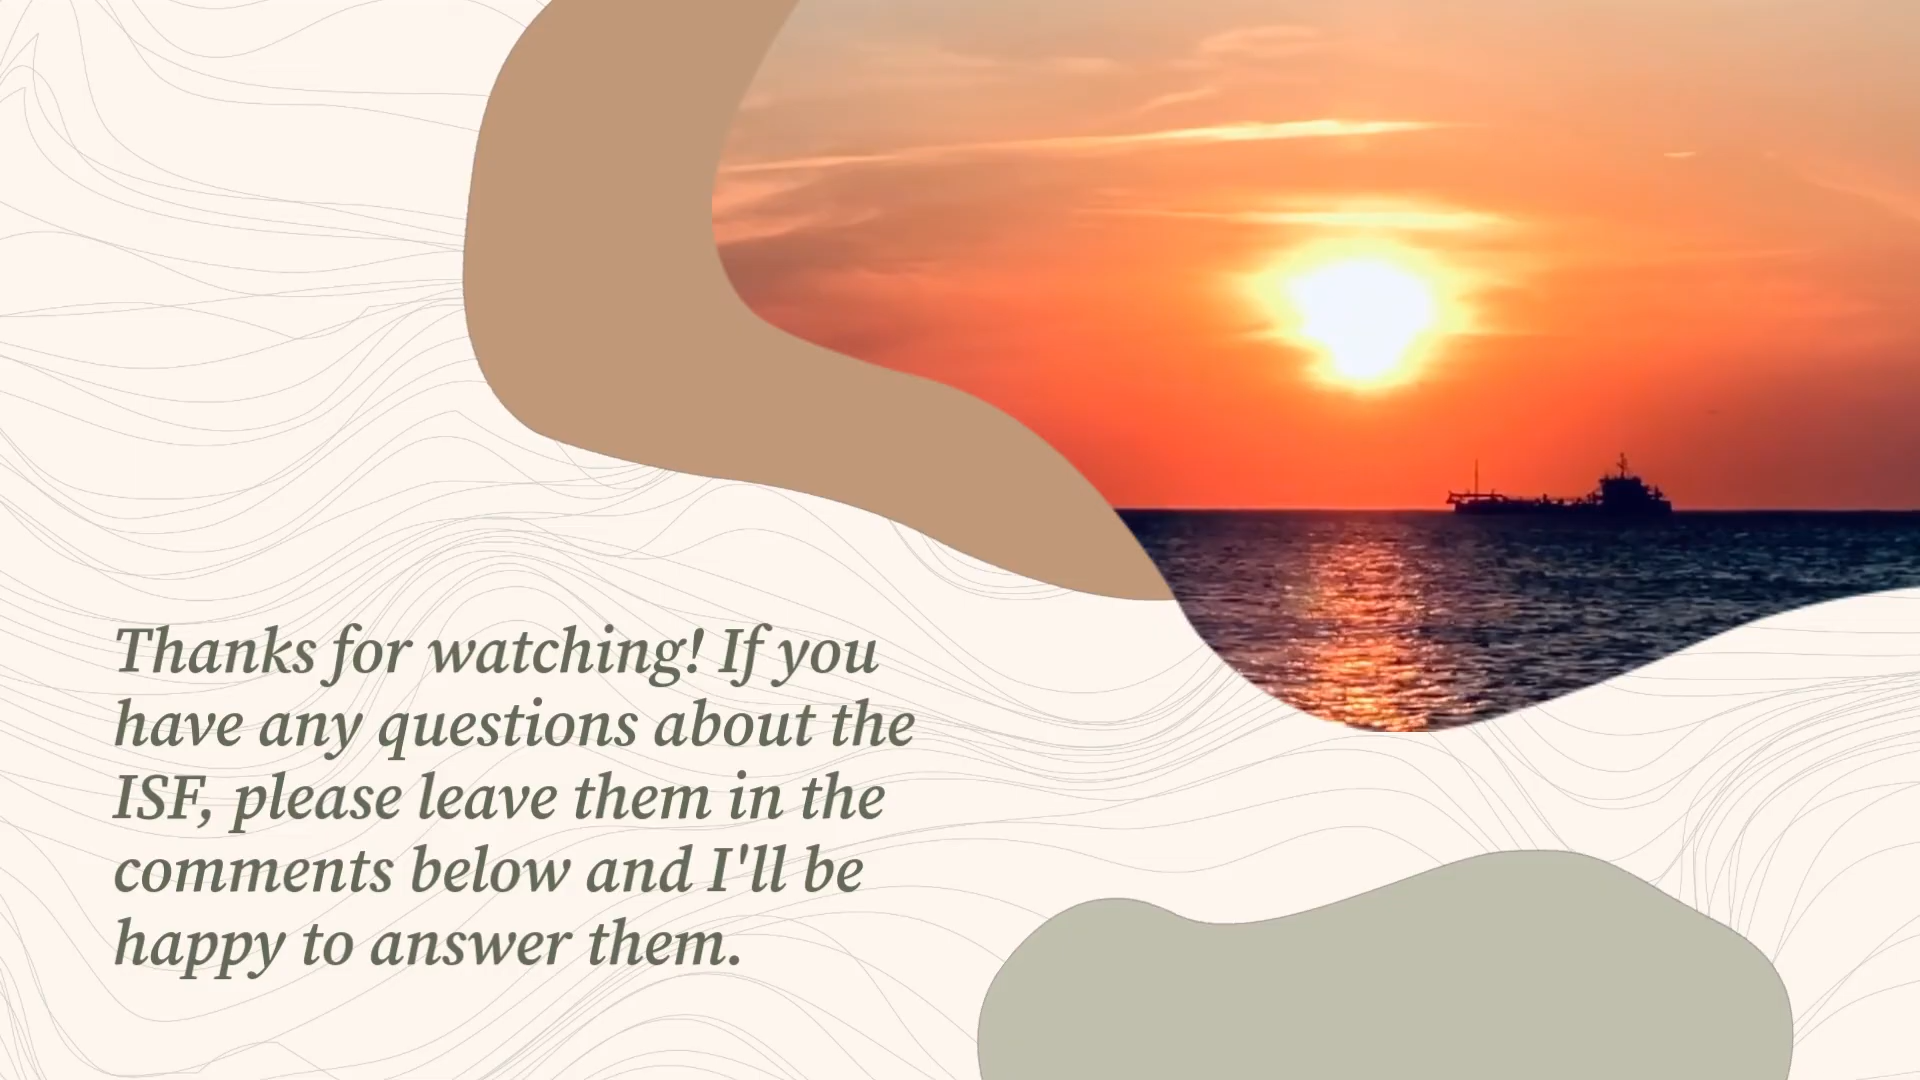 Thanks for watching! If you
have any questions about the
ISF, please leave them in the
comments below and I'll be
happy to answer them.